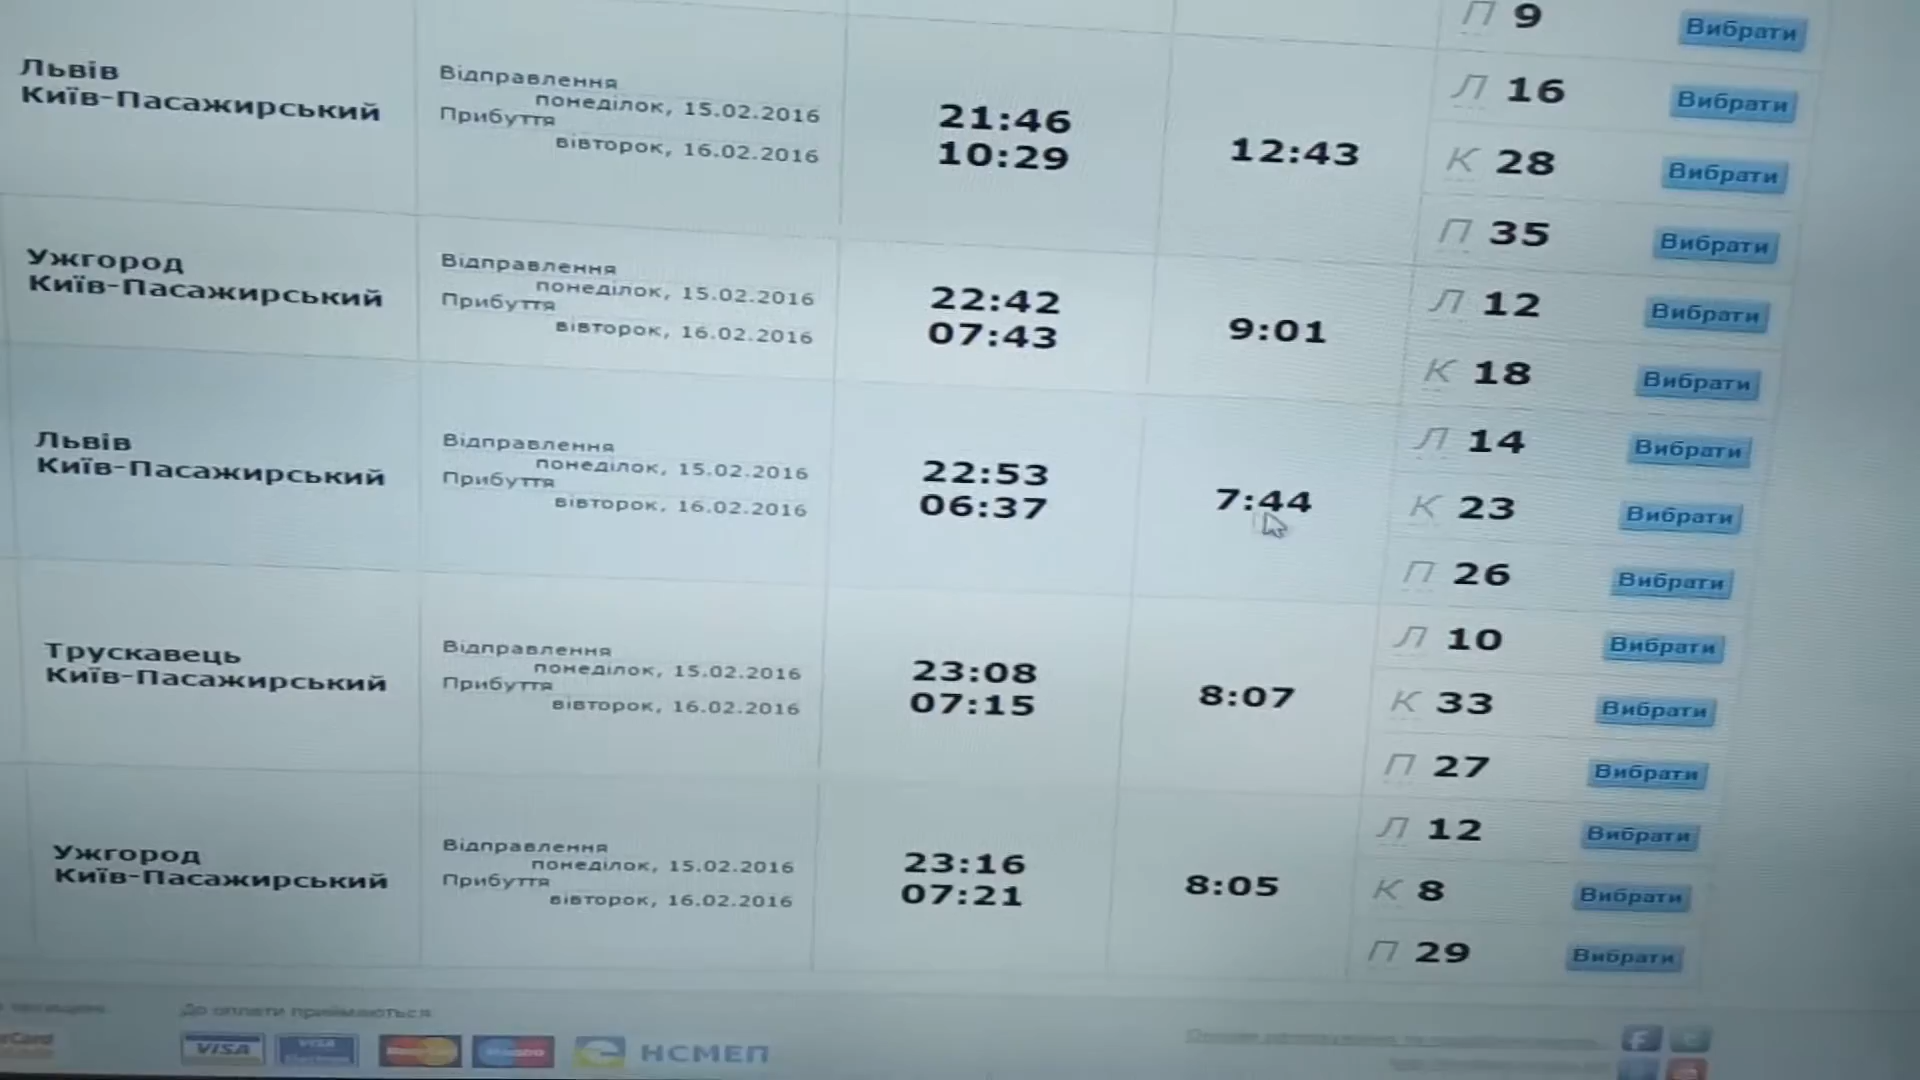 П 9 Вибрати
Львів
Київ-Пасажирський
Відправлення
понеділок, 15.02.2016
Прибуття
вівторок, 16.02.2016
21:46
10:29
12:43
Л 16 Вибрати
К 28 Вибрати
П 35 Вибрати
Ужгород
Київ-Пасажирський
Відправлення
понеділок, 15.02.2016
Прибуття
вівторок, 16.02.2016
22:42
07:43
9:01
Л 12 Вибрати
К 18 Вибрати
Львів
Київ-Пасажирський
Відправлення
понеділок, 15.02.2016
Прибуття
вівторок, 16.02.2016
22:53
06:37
7:44
Л 14 Вибрати
К 23 Вибрати
П 26 Вибрати
Трускавець
Київ-Пасажирський
Відправлення
понеділок, 15.02.2016
Прибуття
вівторок, 16.02.2016
23:08
07:15
8:07
Л 10 Вибрати
К 33 Вибрати
П 27 Вибрати
Ужгород
Київ-Пасажирський
Відправлення
понеділок, 15.02.2016
Прибуття
вівторок, 16.02.2016
23:16
07:21
8:05
Л 12 Вибрати
К 8 Вибрати
П 29 Вибрати
До оплати приймаються
VISA VISA НСМЕП